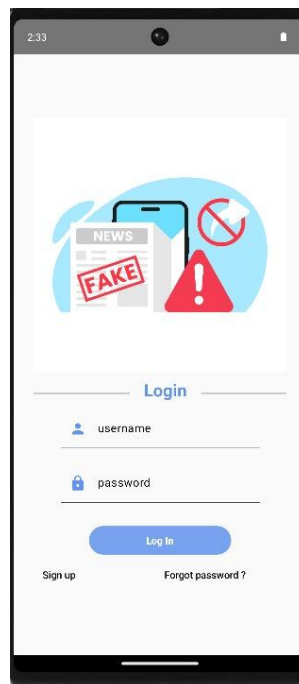 2:33
NEWS
FAKE
Login
username
password
Log In
Sign up
Forgot password ?